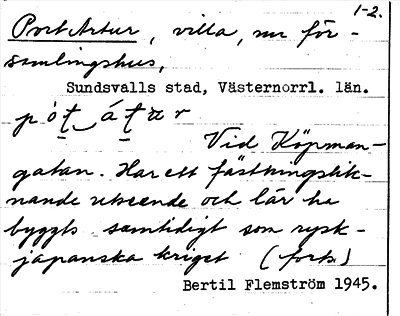 1-2.
Port Artur, villa, nu för-
samlingshus,
Sundsvalls stad, Västernorrl. län.
Vid Köpman-
gatan. Har ett fästningslik-
nande utseende och lär ha
byggts samtidigt som rysk-
japanska kriget (forts)
Bertil Flemström 1945.